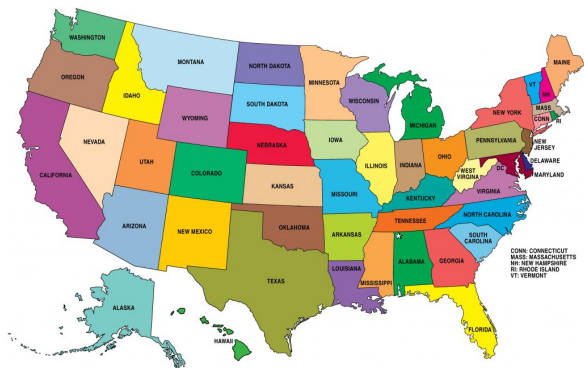 WASHINGTON
MAINE
MONTANA
NORTH DAKOTA
MINNESOTA
VT
NH
OREGON
IDAHO
WISCONSIN
NEW YORK
MASS
SOUTH DAKOTA
MICHIGAN
CONN
RI
WYOMING
PENNSYLVANIA
NEW
JERSEY
NEVADA
NEBRASKA
IOWA
OHIO
DELAWARE
UTAH
ILLINOIS
INDIANA
WEST
VIRGINIA
DC
MARYLAND
CALIFORNIA
COLORADO
KANSAS
MISSOURI
KENTUCKY
VIRGINIA
NORTH CAROLINA
TENNESSEE
ARIZONA
NEW MEXICO
OKLAHOMA
ARKANSAS
SOUTH
CAROLINA
TEXAS
LOUISIANA
MISSISSIPPI
ALABAMA
GEORGIA
FLORIDA
ALASKA
HAWAII
CONN: CONNECTICUT
MASS: MASSACHUSETTS
NH: NEW HAMPSHIRE
RI: RHODE ISLAND
VT: VERMONT